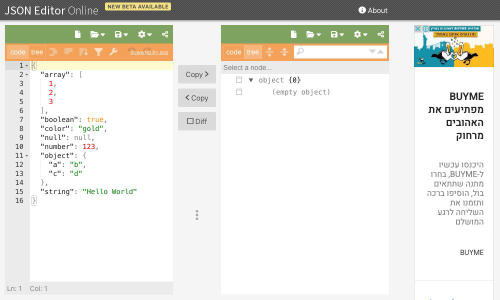 JSON Editor Online
NEW BETA AVAILABLE
About
code tree
1 {
2 "array": [
3 1,
4 2,
5 3
6 ],
7 "boolean": true,
8 "color": "gold",
9 "null": null,
10 "number": 123,
11 "object": {
12 "a": "b",
13 "c": "d"
14 },
15 "string": "Hello World"
16 }
Ln: 1 Col: 1
Copy >
< Copy
Diff
code tree
Select a node...
object {0}
(empty object)
BUYME
מפתיעים את
האהובים
מרחוק
היכנסו עכשיו
ל-BUYME, בחרו
מתנה שתתאים
בול, הוסיפו ברכה
ותזמנו את
השליחה לרגע
המושלם
BUYME